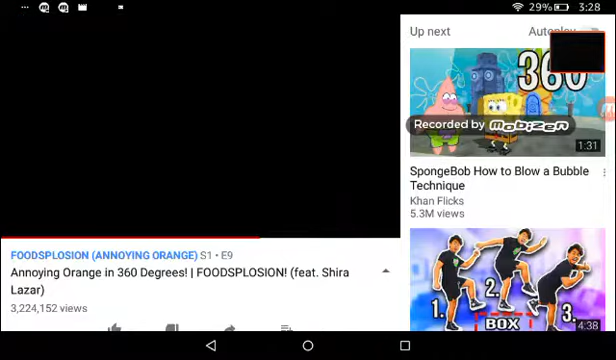 29% 3:28
Up next Autoplay
360
Recorded by MOBIZEN
1:31
SpongeBob How to Blow a Bubble
Technique
Khan Flicks
5.3M views
FOODSPLOSION (ANNOYING ORANGE) S1 • E9
Annoying Orange in 360 Degrees! | FOODSPLOSION! (feat. Shira
Lazar)
3,224,152 views
1.
2.
3.
BOX
4:38